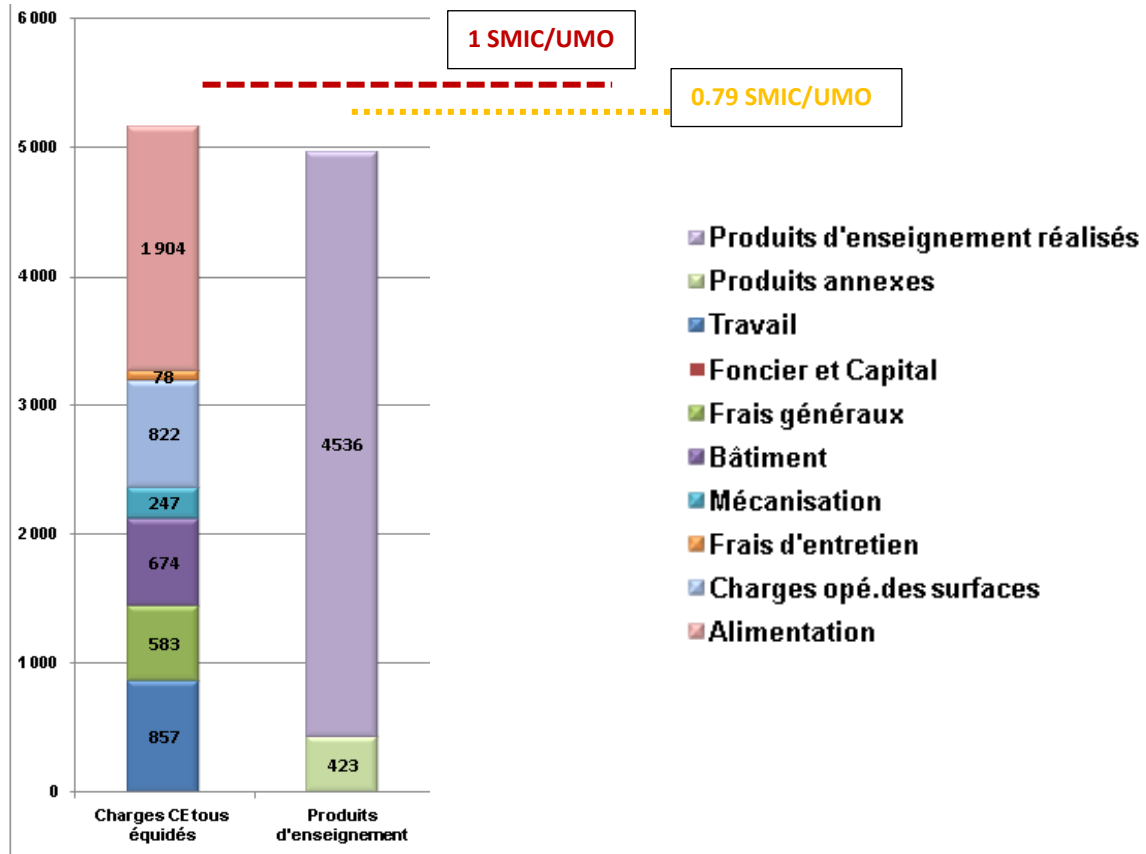 6 000
5 000
4 000
3 000
2 000
1 000
0
1 SMIC/UMO
0.79 SMIC/UMO
1 904
78
822
247
674
583
857
4536
423
Charges CE tous
équidés
Produits
d'enseignement
Produits d'enseignement réalisés
Produits annexes
Travail
Foncier et Capital
Frais généraux
Bâtiment
Mécanisation
Frais d'entretien
Charges opé.des surfaces
Alimentation